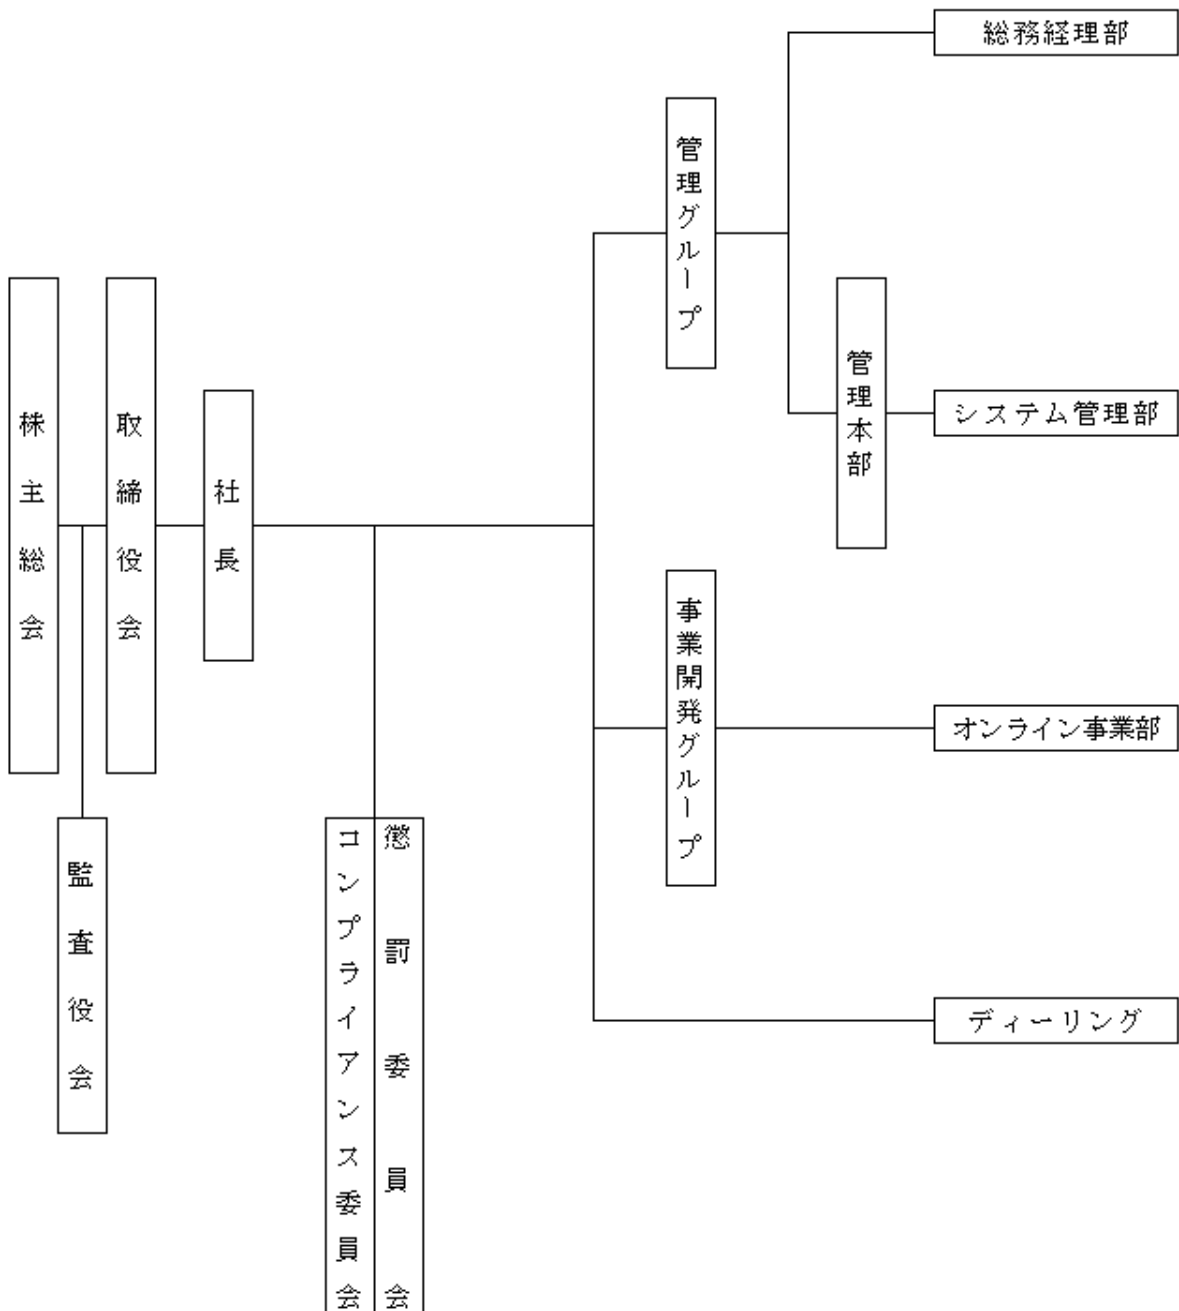 株主総会
取締役会
監査役会
社長
コンプライアンス委員会
懲罰委員会
管理グループ
総務経理部
管理本部
システム管理部
事業開発グループ
オンライン事業部
ディーリング